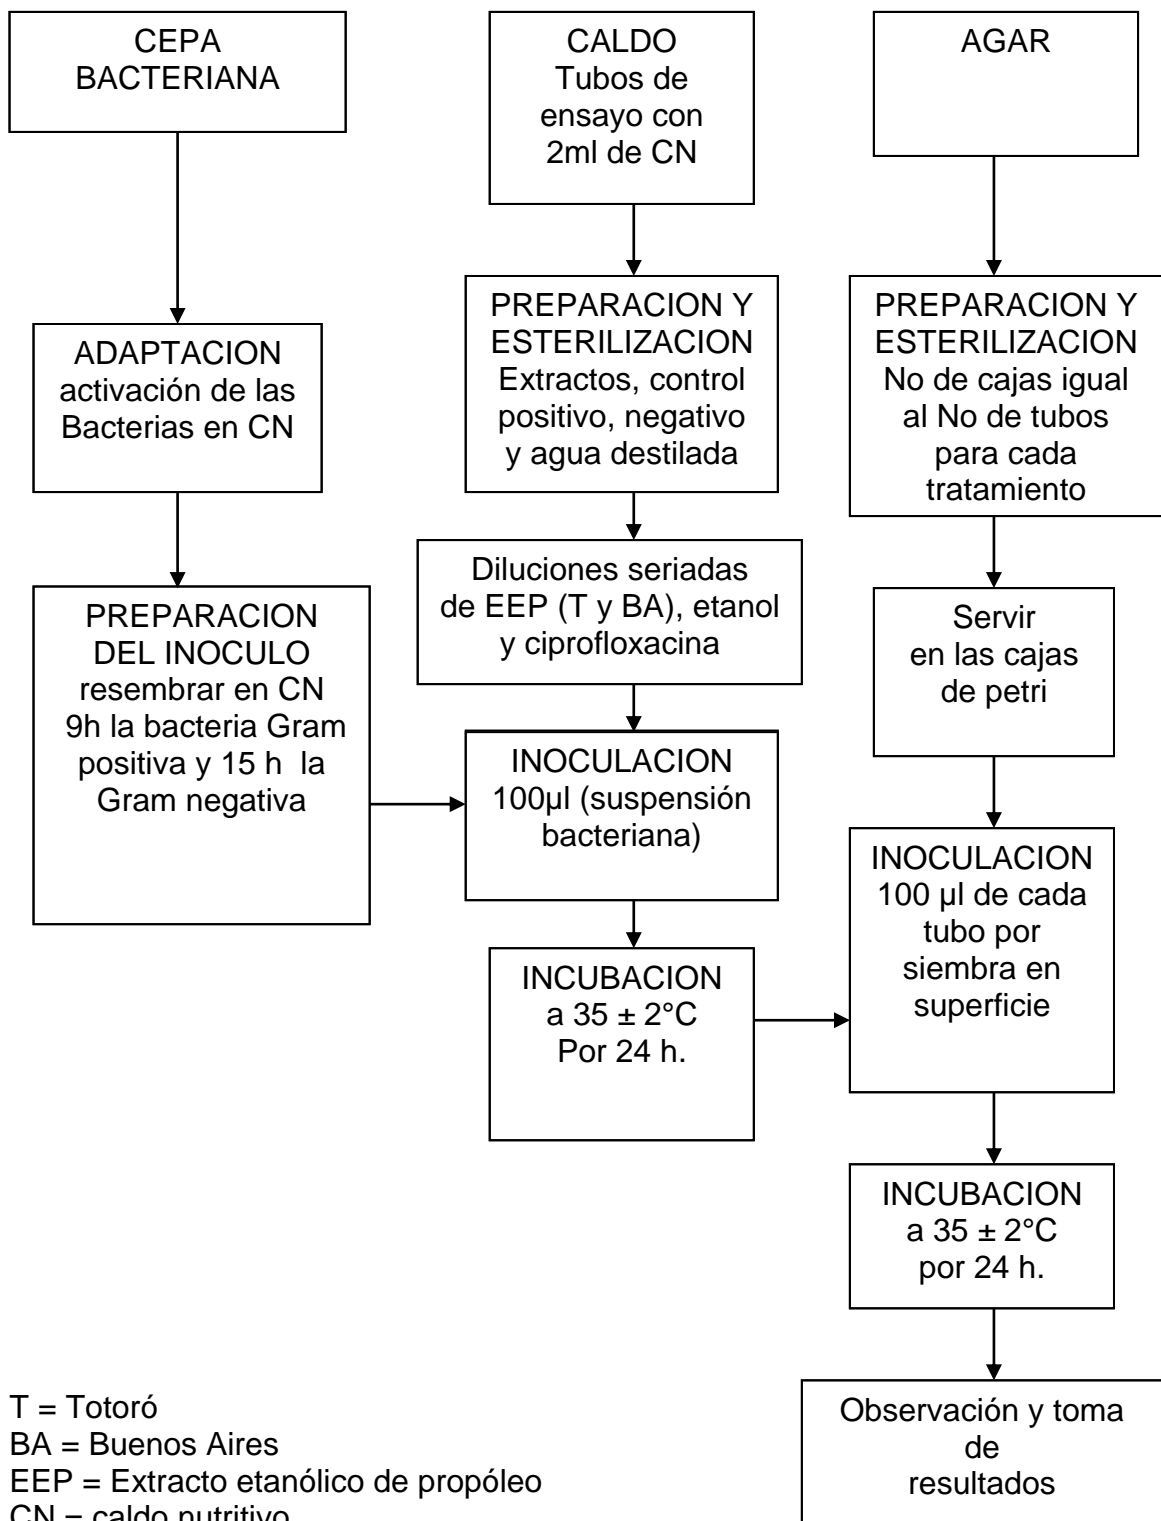 CEPA
BACTERIANA
ADAPTACION
activación de las
Bacterias en CN
PREPARACION
DEL INOCULO
resembrar en CN
9h la bacteria Gram
positiva y 15 h la
Gram negativa
CALDO
Tubos de
ensayo con
2ml de CN
PREPARACION Y
ESTERILIZACION
Extractos, control
positivo, negativo
y agua destilada
Diluciones seriadas
de EEP (T y BA), etanol
y ciprofloxacina
INOCULACION
100µl (suspensión
bacteriana)
INCUBACION
a 35 ± 2°C
Por 24 h.
AGAR
PREPARACION Y
ESTERILIZACION
No de cajas igual
al No de tubos
para cada
tratamiento
Servir
en las cajas
de petri
INOCULACION
100 µl de cada
tubo por
siembra en
superficie
INCUBACION
a 35 ± 2°C
por 24 h.
Observación y toma
de
resultados
T = Totoró
BA = Buenos Aires
EEP = Extracto etanólico de propóleo
CN = caldo nutritivo